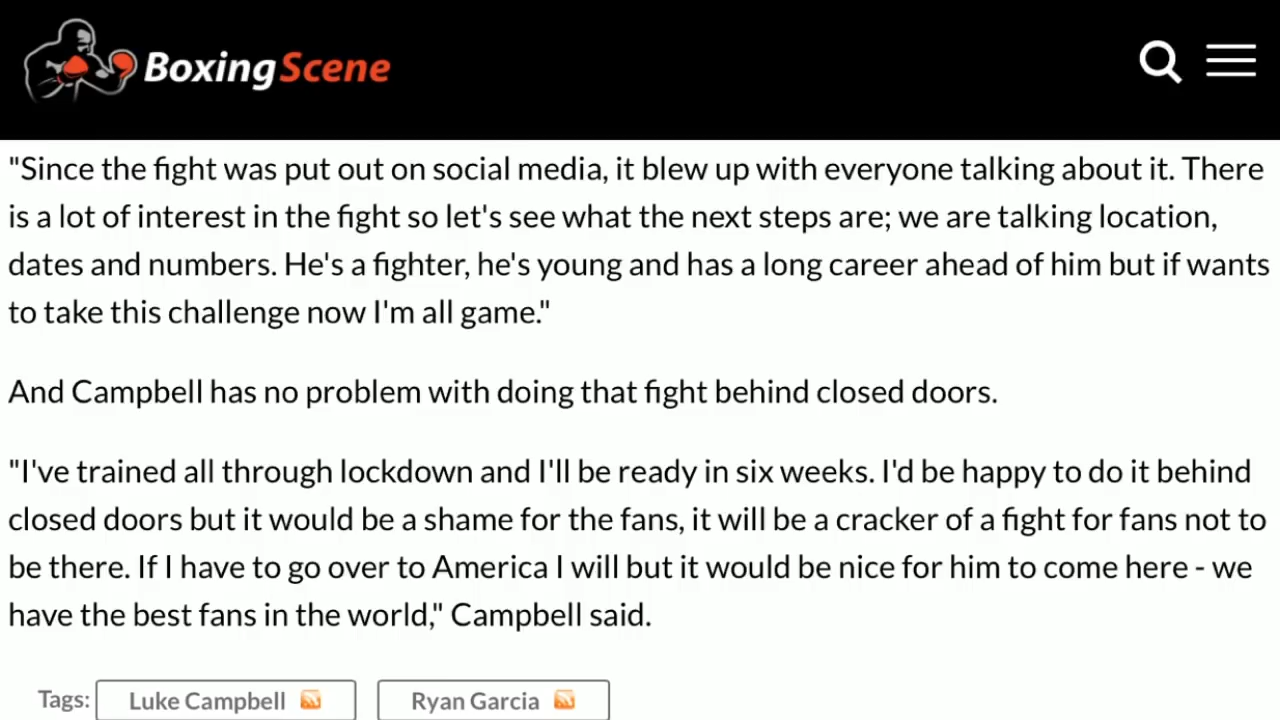 BoxingScene
"Since the fight was put out on social media, it blew up with everyone talking about it. There
is a lot of interest in the fight so let's see what the next steps are; we are talking location,
dates and numbers. He's a fighter, he's young and has a long career ahead of him but if wants
to take this challenge now I'm all game."
And Campbell has no problem with doing that fight behind closed doors.
"I've trained all through lockdown and I'll be ready in six weeks. I'd be happy to do it behind
closed doors but it would be a shame for the fans, it will be a cracker of a fight for fans not to
be there. If I have to go over to America I will but it would be nice for him to come here - we
have the best fans in the world," Campbell said.
Tags: Luke Campbell Ryan Garcia